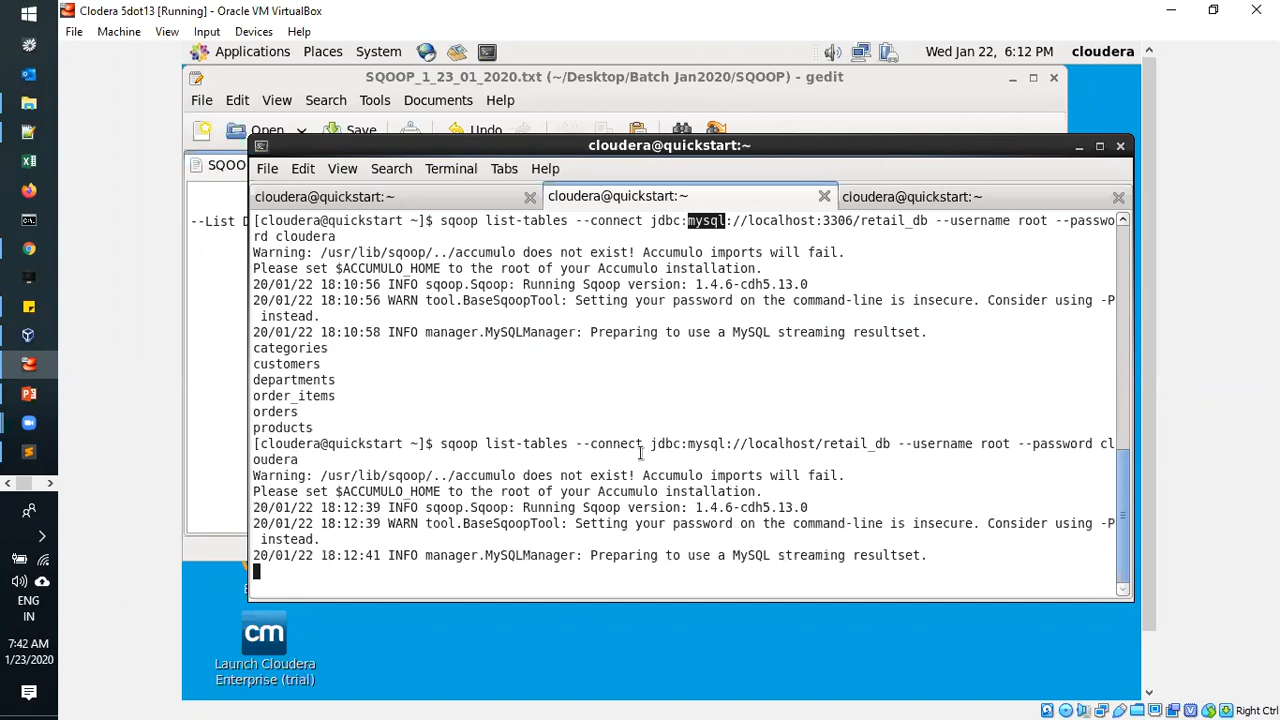 Clodera 5dot13 [Running] - Oracle VM VirtualBox
File Machine View Input Devices Help
Applications Places System Wed Jan 22, 6:12 PM cloudera
SQOOP_1_23_01_2020.txt (~/Desktop/Batch Jan2020/SQOOP) - gedit
File Edit View Search Tools Documents Help
Open Save Undo
cloudera@quickstart:~
SQOO
File Edit View Search Terminal Tabs Help
cloudera@quickstart:~ cloudera@quickstart:~ cloudera@quickstart:~
--List D
[cloudera@quickstart ~]$ sqoop list-tables --connect jdbc:mysql://localhost:3306/retail_db --username root --passwo
rd cloudera
Warning: /usr/lib/sqoop/../accumulo does not exist! Accumulo imports will fail.
Please set $ACCUMULO_HOME to the root of your Accumulo installation.
20/01/22 18:10:56 INFO sqoop.Sqoop: Running Sqoop version: 1.4.6-cdh5.13.0
20/01/22 18:10:56 WARN tool.BaseSqoopTool: Setting your password on the command-line is insecure. Consider using -P
instead.
20/01/22 18:10:58 INFO manager.MySQLManager: Preparing to use a MySQL streaming resultset.
categories
customers
departments
order_items
orders
products
[cloudera@quickstart ~]$ sqoop list-tables --connect jdbc:mysql://localhost/retail_db --username root --password cl
oudera
Warning: /usr/lib/sqoop/../accumulo does not exist! Accumulo imports will fail.
Please set $ACCUMULO_HOME to the root of your Accumulo installation.
20/01/22 18:12:39 INFO sqoop.Sqoop: Running Sqoop version: 1.4.6-cdh5.13.0
20/01/22 18:12:39 WARN tool.BaseSqoopTool: Setting your password on the command-line is insecure. Consider using -P
instead.
20/01/22 18:12:41 INFO manager.MySQLManager: Preparing to use a MySQL streaming resultset.
cm
Launch Cloudera
Enterprise (trial)
ENG
IN
7:42 AM
1/23/2020
Right Ctrl